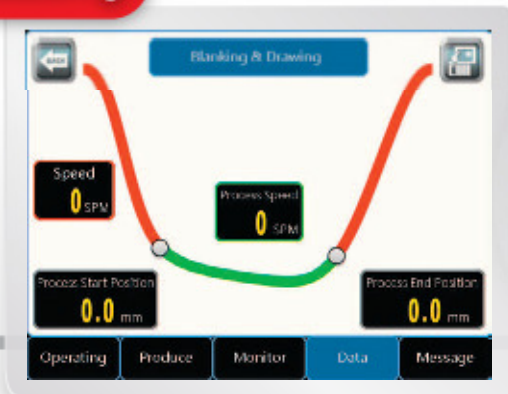 BACK
Blanking & Drawing
Speed
0 SPM
Process Speed
0 SPM
Process Start Position
0.0 mm
Process End Position
0.0 mm
Operating
Produce
Monitor
Data
Message